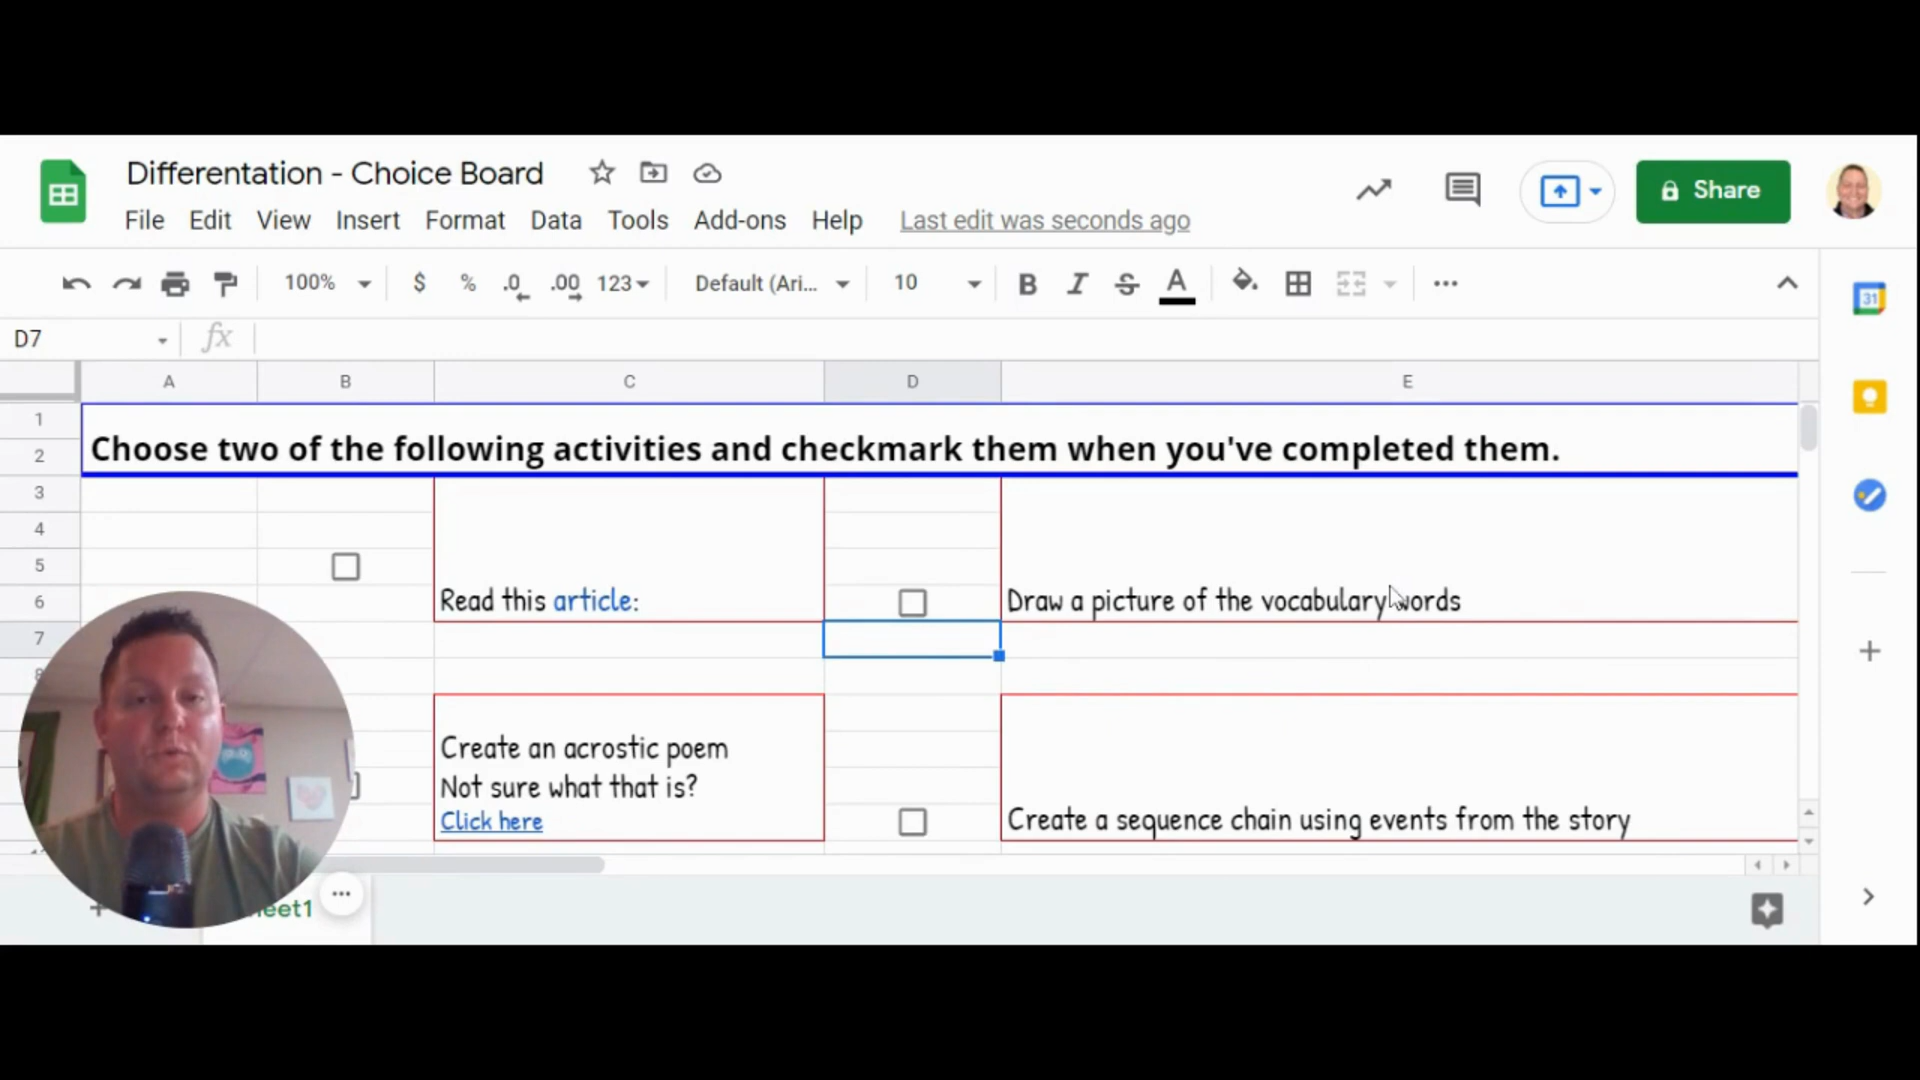 Differentation - Choice Board
File Edit View Insert Format Data Tools Add-ons Help Last edit was seconds ago
Share
100% $ % .0 .00 123 Default (Ari... 10 B I S A ...
31
D7 fx
A B C D E
1
2
Choose two of the following activities and checkmark them when you've completed them.
3
4
5
6
Read this article:
Draw a picture of the vocabulary words
7
8
Create an acrostic poem
Not sure what that is?
Click here
Create a sequence chain using events from the story
eet1